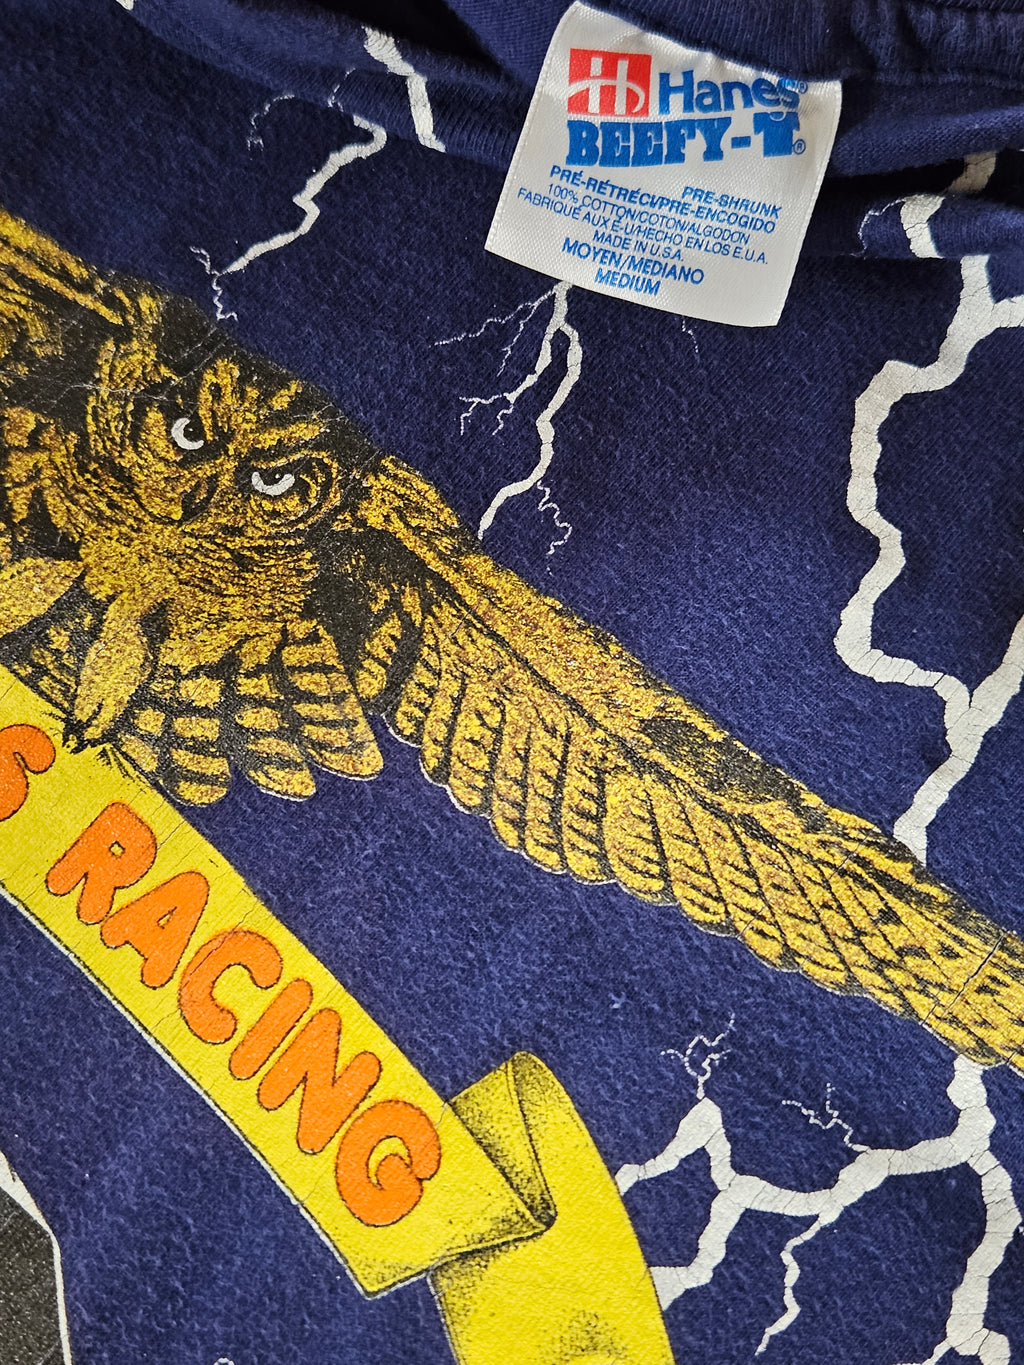 Hanes®
BEEFY-T®
PRÉ-RÉTRÉCI/PRE-ENCOGIDO PRE-SHRUNK
100% COTTON/COTON/ALGODON
FABRIQUÉ AUX E-U/HECHO EN LOS E.U.A.
MADE IN U.S.A.
MOYEN/MEDIANO
MEDIUM
S RACING